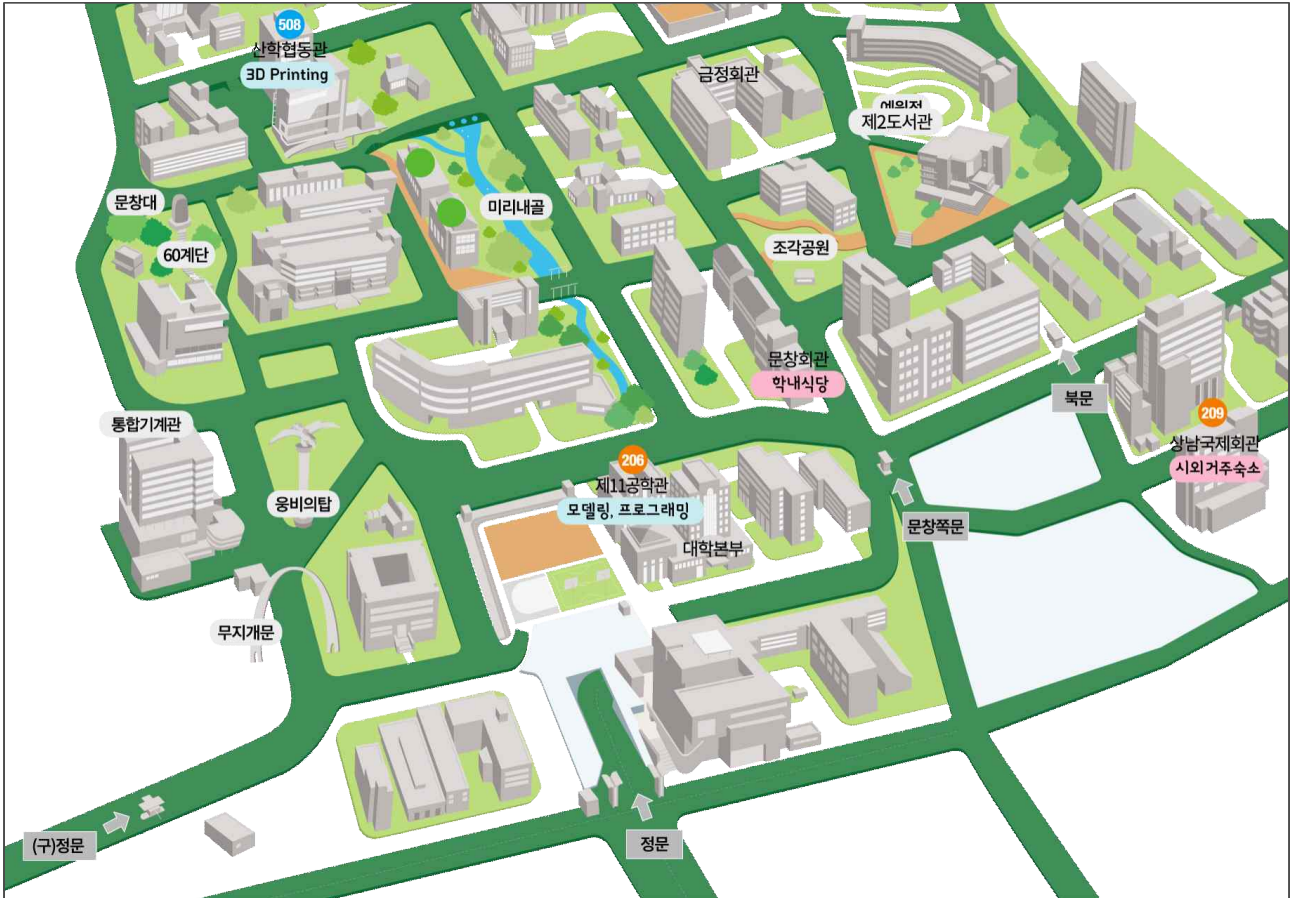 508
산학협동관
3D Printing
금정회관
예원정
제2도서관
문창대
60계단
미리내골
조각공원
문창회관
학내식당
북문
209
상남국제회관
시외거주숙소
통합기계관
웅비의탑
206
제11공학관
모델링, 프로그래밍
대학본부
문창쪽문
무지개문
(구)정문
정문